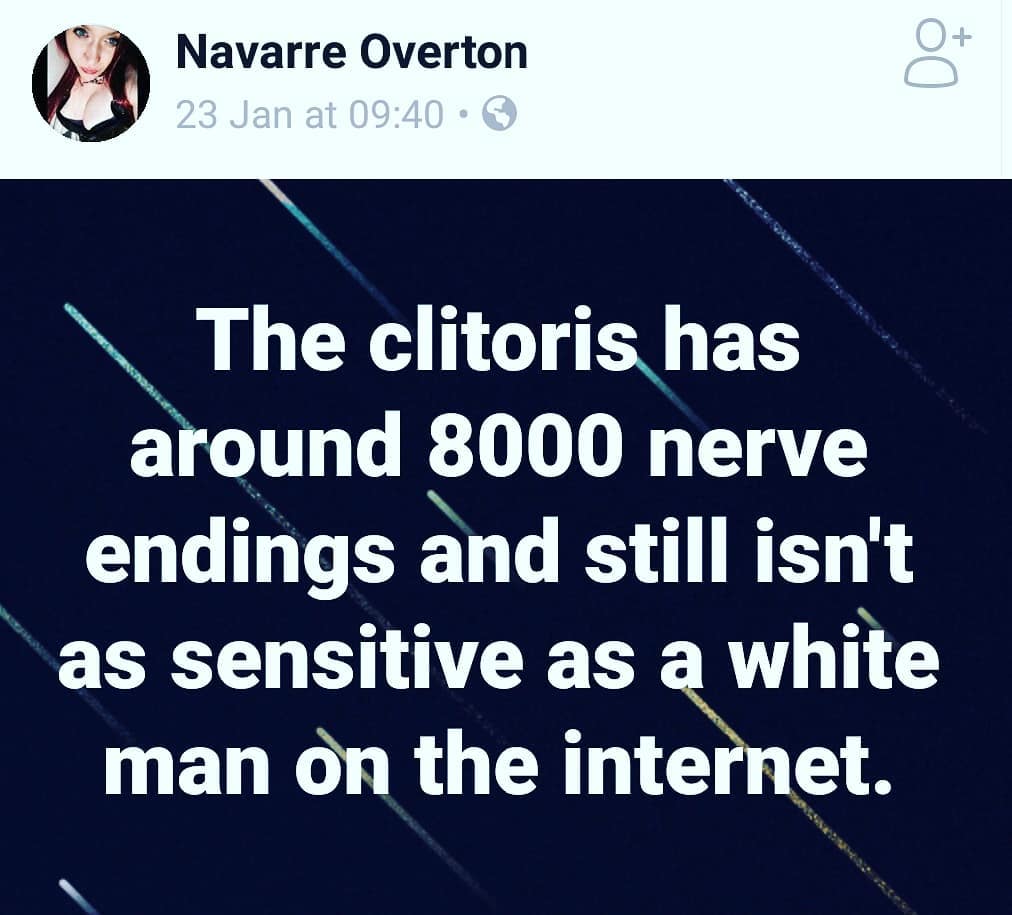 Navarre Overton
23 Jan at 09:40 •
The clitoris has
around 8000 nerve
endings and still isn't
as sensitive as a white
man on the internet.